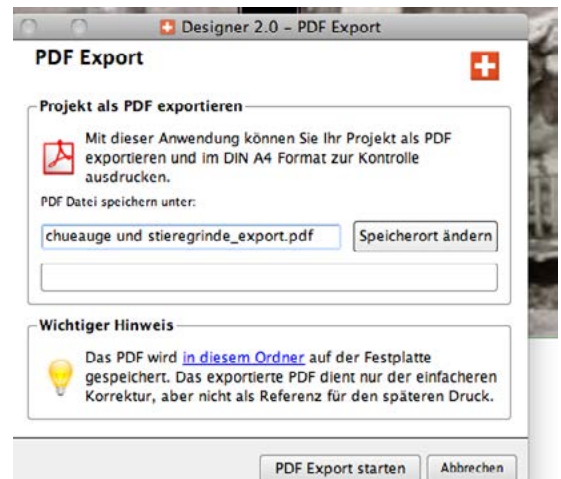 Designer 2.0 – PDF Export
PDF Export
Projekt als PDF exportieren
Mit dieser Anwendung können Sie Ihr Projekt als PDF
exportieren und im DIN A4 Format zur Kontrolle
ausdrucken.
PDF Datei speichern unter:
chueauge und stieregrinde_export.pdf
Speicherort ändern
Wichtiger Hinweis
Das PDF wird in diesem Ordner auf der Festplatte
gespeichert. Das exportierte PDF dient nur der einfacheren
Korrektur, aber nicht als Referenz für den späteren Druck.
PDF Export starten
Abbrechen